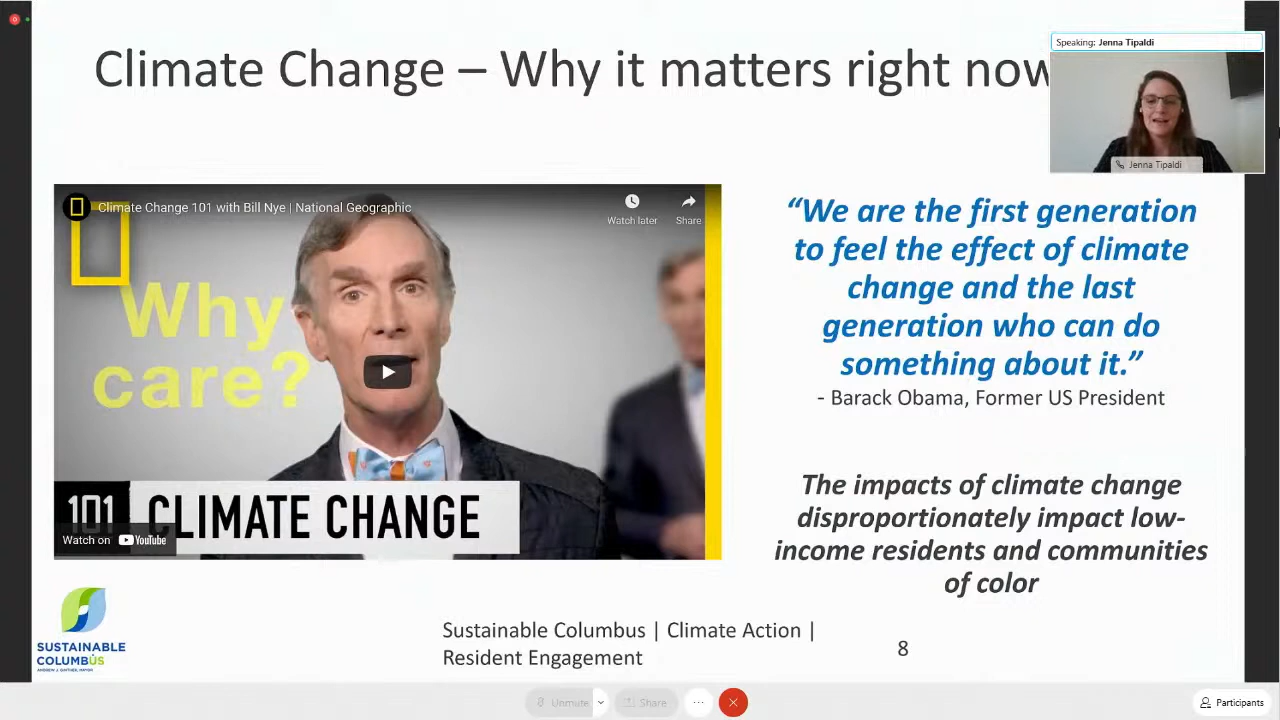 Climate Change – Why it matters right now
Speaking: Jenna Tipaldi
Jenna Tipaldi
Climate Change 101 with Bill Nye | National Geographic
Watch later
Share
Why
care?
101 CLIMATE CHANGE
Watch on YouTube
“We are the first generation
to feel the effect of climate
change and the last
generation who can do
something about it.”
- Barack Obama, Former US President
The impacts of climate change
disproportionately impact low-
income residents and communities
of color
SUSTAINABLE
COLUMBUS
ANDREW J. GINTHER, MAYOR
Sustainable Columbus | Climate Action |
Resident Engagement
8
Unmute
Share
Participants